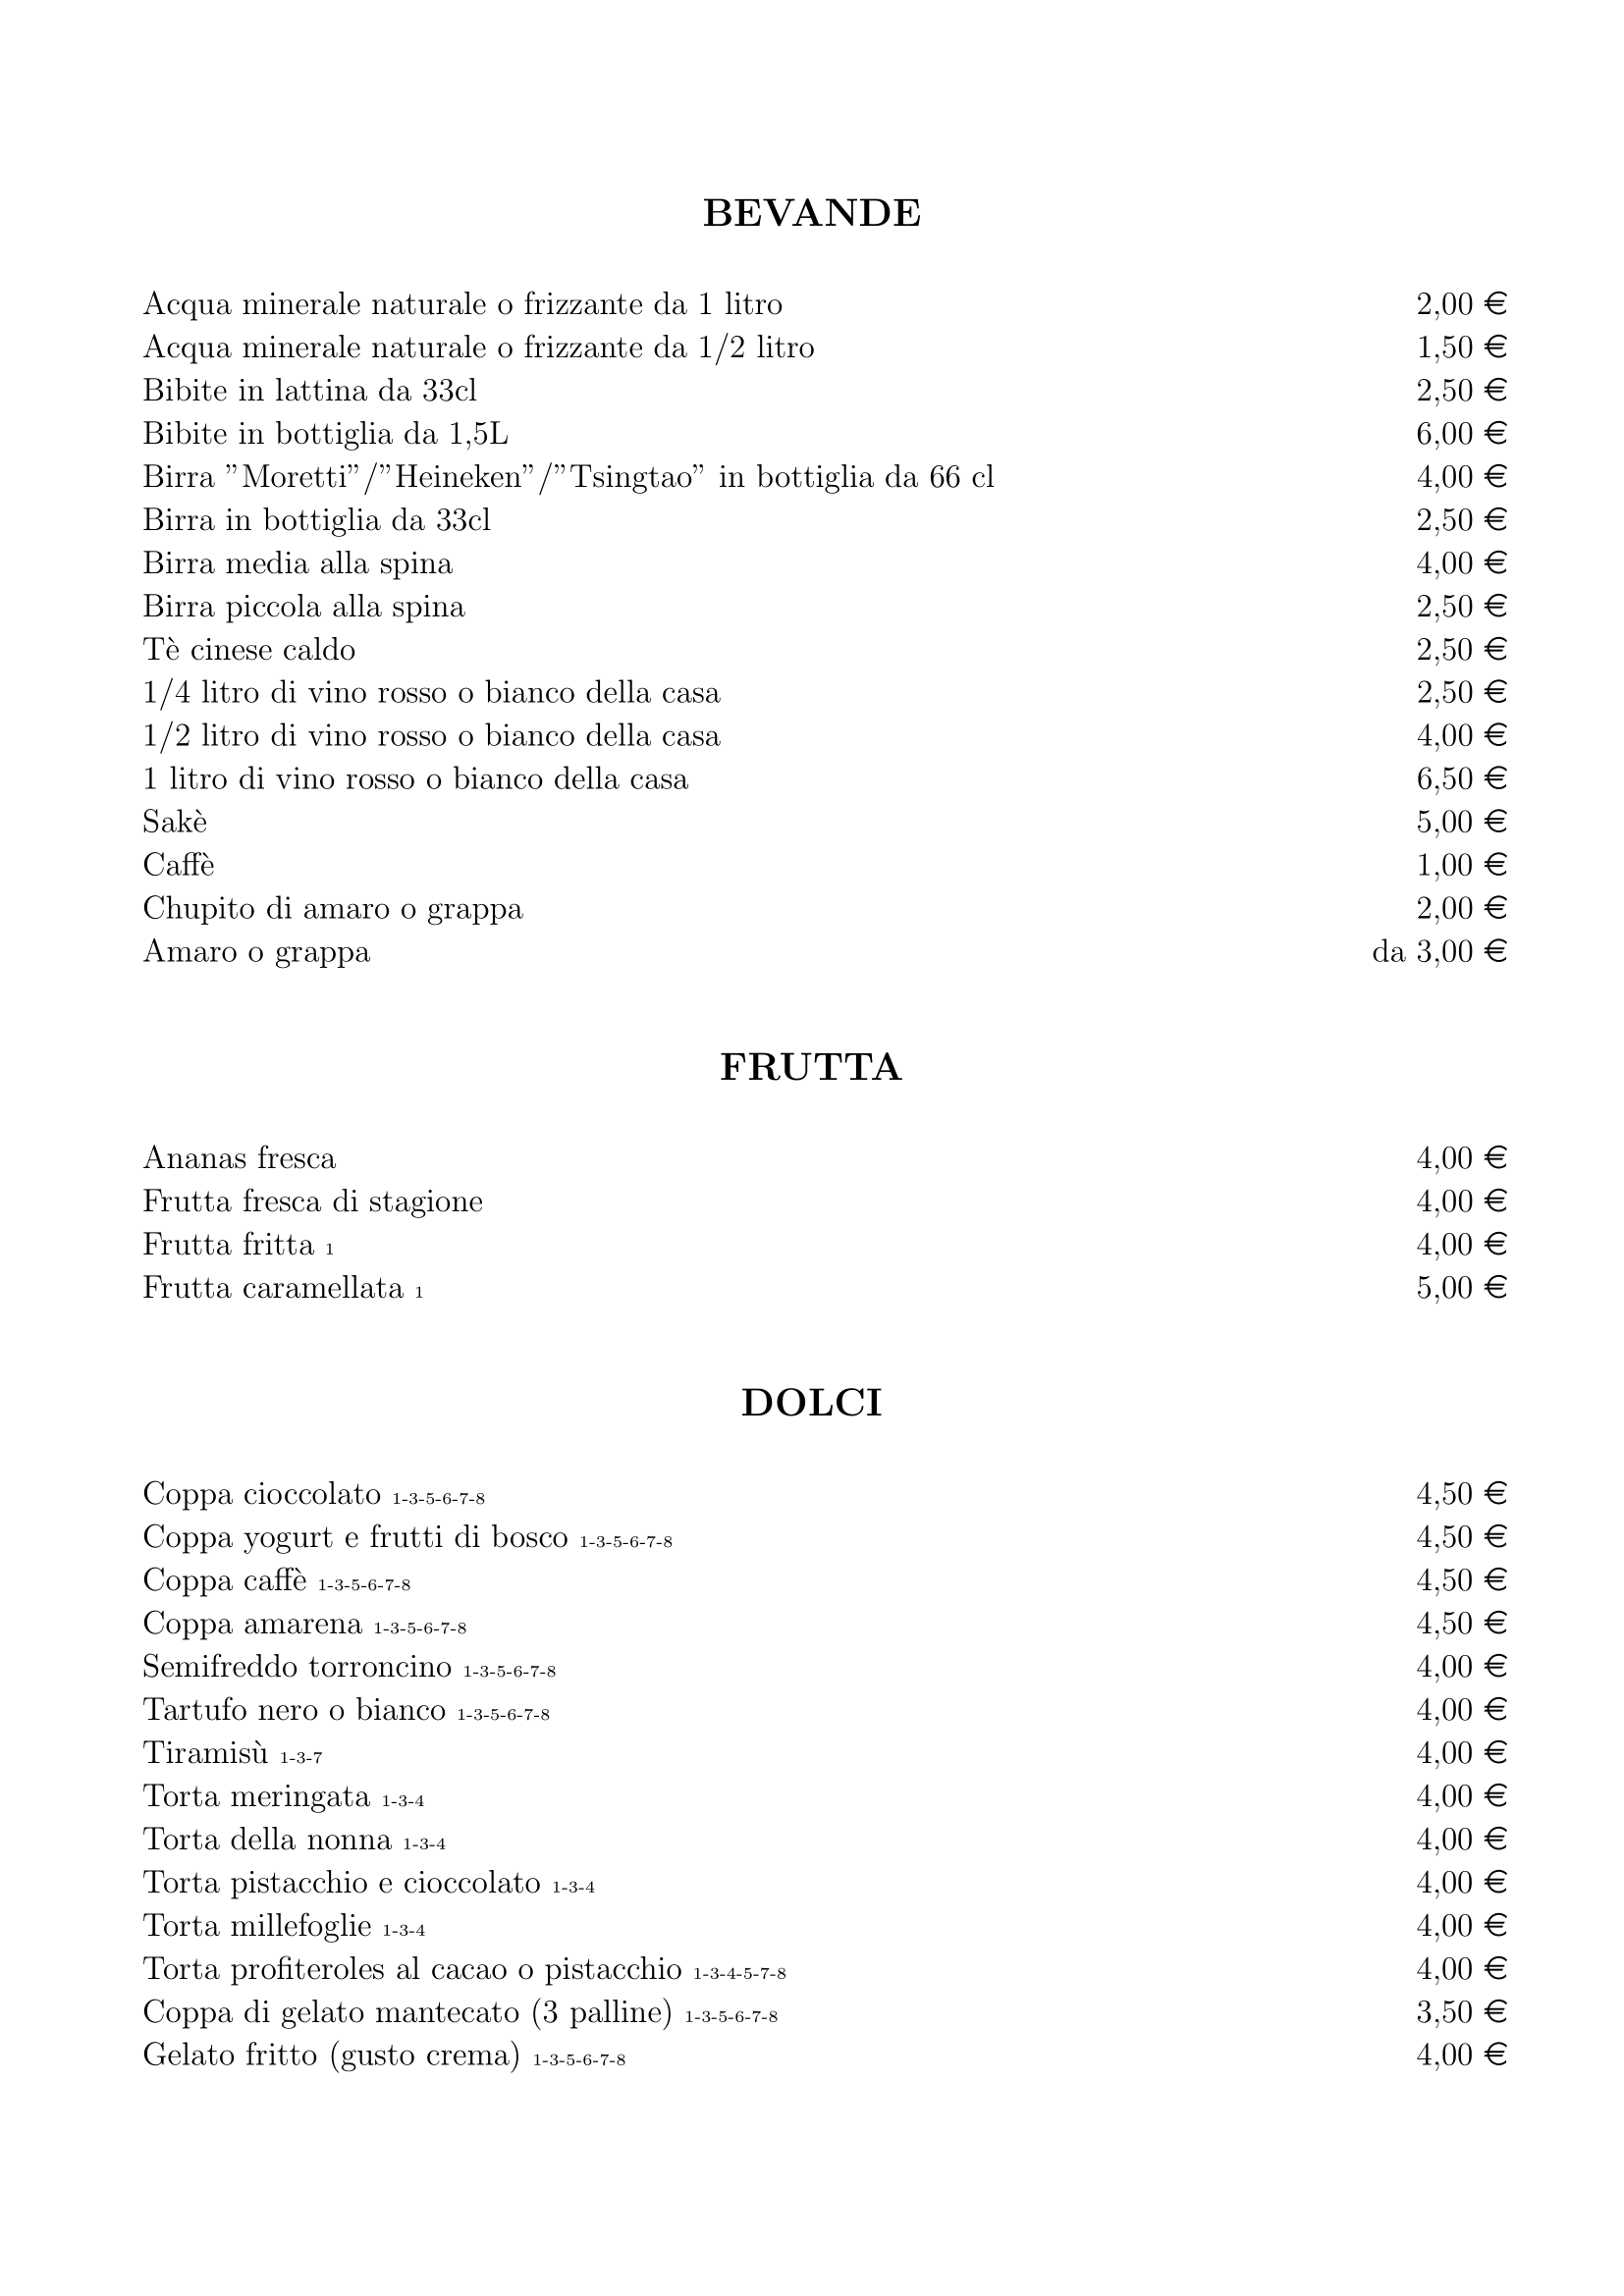 BEVANDE
Acqua minerale naturale o frizzante da 1 litro 2,00 €
Acqua minerale naturale o frizzante da 1/2 litro 1,50 €
Bibite in lattina da 33cl 2,50 €
Bibite in bottiglia da 1,5L 6,00 €
Birra ”Moretti”/”Heineken”/”Tsingtao” in bottiglia da 66 cl 4,00 €
Birra in bottiglia da 33cl 2,50 €
Birra media alla spina 4,00 €
Birra piccola alla spina 2,50 €
Tè cinese caldo 2,50 €
1/4 litro di vino rosso o bianco della casa 2,50 €
1/2 litro di vino rosso o bianco della casa 4,00 €
1 litro di vino rosso o bianco della casa 6,50 €
Sakè 5,00 €
Caffè 1,00 €
Chupito di amaro o grappa 2,00 €
Amaro o grappa da 3,00 €
FRUTTA
Ananas fresca 4,00 €
Frutta fresca di stagione 4,00 €
Frutta fritta 1 4,00 €
Frutta caramellata 1 5,00 €
DOLCI
Coppa cioccolato 1-3-5-6-7-8 4,50 €
Coppa yogurt e frutti di bosco 1-3-5-6-7-8 4,50 €
Coppa caffè 1-3-5-6-7-8 4,50 €
Coppa amarena 1-3-5-6-7-8 4,50 €
Semifreddo torroncino 1-3-5-6-7-8 4,00 €
Tartufo nero o bianco 1-3-5-6-7-8 4,00 €
Tiramisù 1-3-7 4,00 €
Torta meringata 1-3-4 4,00 €
Torta della nonna 1-3-4 4,00 €
Torta pistacchio e cioccolato 1-3-4 4,00 €
Torta millefoglie 1-3-4 4,00 €
Torta profiteroles al cacao o pistacchio 1-3-4-5-7-8 4,00 €
Coppa di gelato mantecato (3 palline) 1-3-5-6-7-8 3,50 €
Gelato fritto (gusto crema) 1-3-5-6-7-8 4,00 €